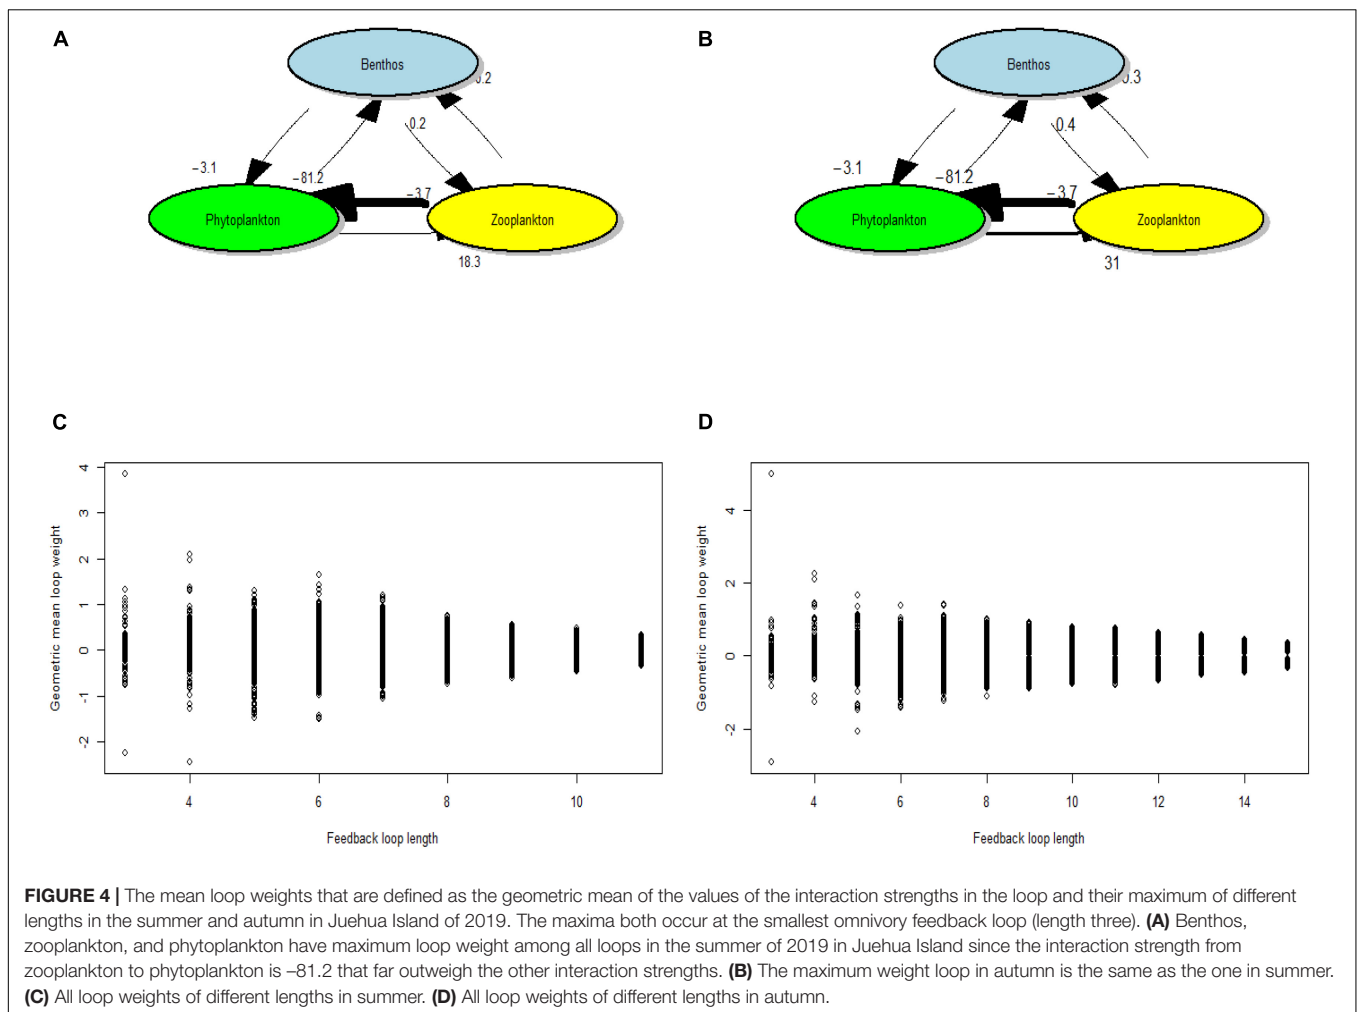 A
Benthos
0.2
0.2
−3.1
−81.2
−3.7
Phytoplankton
Zooplankton
18.3
B
Benthos
0.3
0.4
−3.1
−81.2
−3.7
Phytoplankton
Zooplankton
31
C
Geometric mean loop weight
4
3
2
1
0
-1
-2
4 6 8 10
Feedback loop length
D
Geometric mean loop weight
4
2
0
-2
4 6 8 10 12 14
Feedback loop length
FIGURE 4 | The mean loop weights that are defined as the geometric mean of the values of the interaction strengths in the loop and their maximum of different
lengths in the summer and autumn in Juehua Island of 2019. The maxima both occur at the smallest omnivory feedback loop (length three). (A) Benthos,
zooplankton, and phytoplankton have maximum loop weight among all loops in the summer of 2019 in Juehua Island since the interaction strength from
zooplankton to phytoplankton is –81.2 that far outweigh the other interaction strengths. (B) The maximum weight loop in autumn is the same as the one in summer.
(C) All loop weights of different lengths in summer. (D) All loop weights of different lengths in autumn.